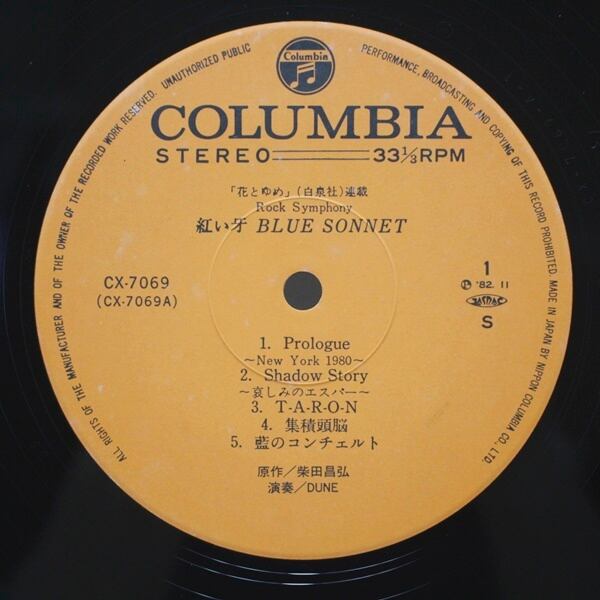 ALL RIGHTS OF THE MANUFACTURER AND OF THE OWNER OF THE RECORDED WORK RESERVED. UNAUTHORIZED PUBLIC PERFORMANCE, BROADCASTING AND COPYING OF THIS RECORD PROHIBITED. MADE IN JAPAN BY NIPPON COLUMBIA CO., LTD.
Columbia
COLUMBIA
STEREO 33⅓RPM
「花とゆめ」(白泉社)連載
Rock Symphony
紅い牙 BLUE SONNET
CX-7069
(CX-7069A)
1
Ⓟ '82. 11
JASRAC
S
1. Prologue
~New York 1980~
2. Shadow Story
~哀しみのエスパー~
3. T-A-R-O-N
4. 集積頭脳
5. 藍のコンチェルト
原作/柴田昌弘
演奏/DUNE